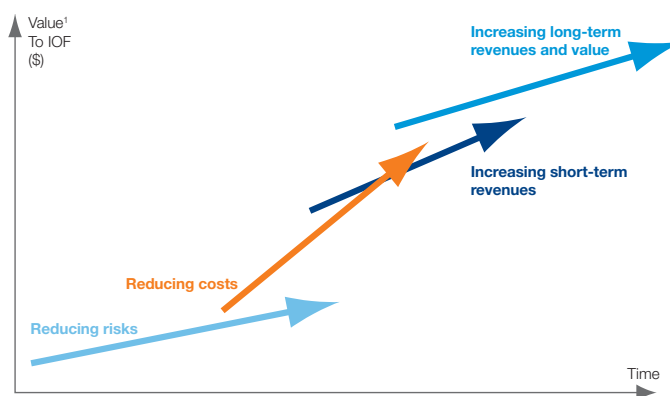 Value¹
To IOF
($)
Increasing long-term
revenues and value
Increasing short-term
revenues
Reducing costs
Reducing risks
Time